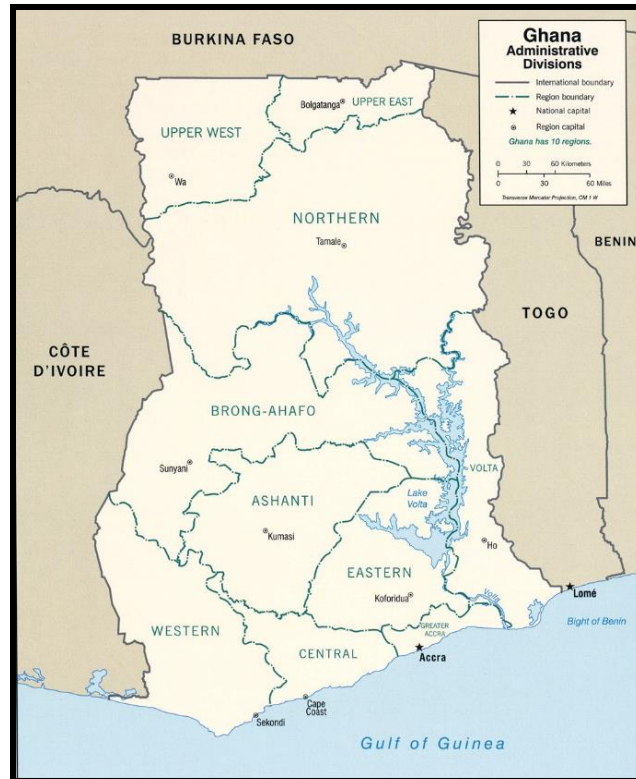 BURKINA FASO
Ghana
Administrative
Divisions
International boundary
Region boundary
National capital
Region capital
Ghana has 10 regions.
0 30 60 Kilometers
0 30 60 Miles
Transverse Mercator Projection, CM 1 W
Bolgatanga
UPPER EAST
UPPER WEST
Wa
NORTHERN
Tamale
BENIN
TOGO
CÔTE
D'IVOIRE
BRONG-AHAFO
Sunyani
VOLTA
ASHANTI
Kumasi
Lake
Volta
Ho
EASTERN
Koforidua
Volta
Lomé
Bight of Benin
WESTERN
CENTRAL
GREATER
ACCRA
Accra
Cape
Coast
Sekondi
Gulf of Guinea